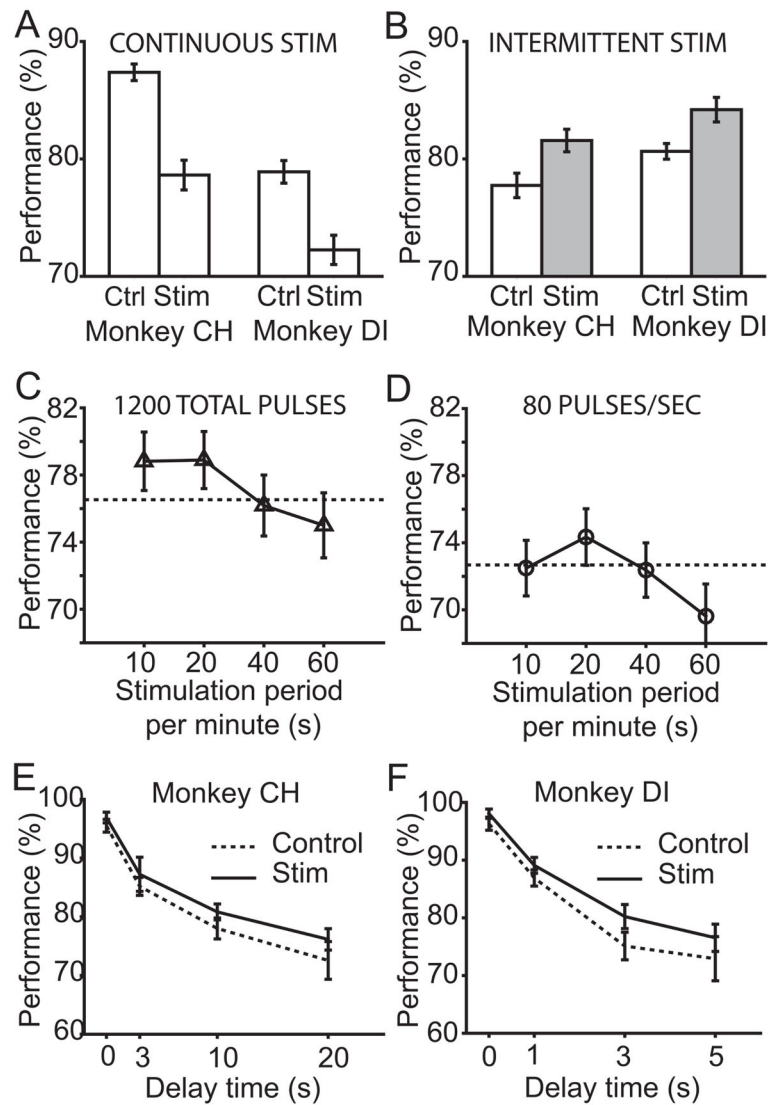 A
CONTINUOUS STIM
Performance (%)
90
80
70
Ctrl Stim
Ctrl Stim
Monkey CH
Monkey DI
B
INTERMITTENT STIM
Performance (%)
90
80
70
Ctrl Stim
Ctrl Stim
Monkey CH
Monkey DI
C
1200 TOTAL PULSES
Performance (%)
82
78
74
70
10 20 40 60
Stimulation period
per minute (s)
D
80 PULSES/SEC
Performance (%)
82
78
74
70
10 20 40 60
Stimulation period
per minute (s)
E
Monkey CH
Control
Stim
Performance (%)
100
90
80
70
60
0 3 10 20
Delay time (s)
F
Monkey DI
Control
Stim
Performance (%)
100
90
80
70
60
0 1 3 5
Delay time (s)